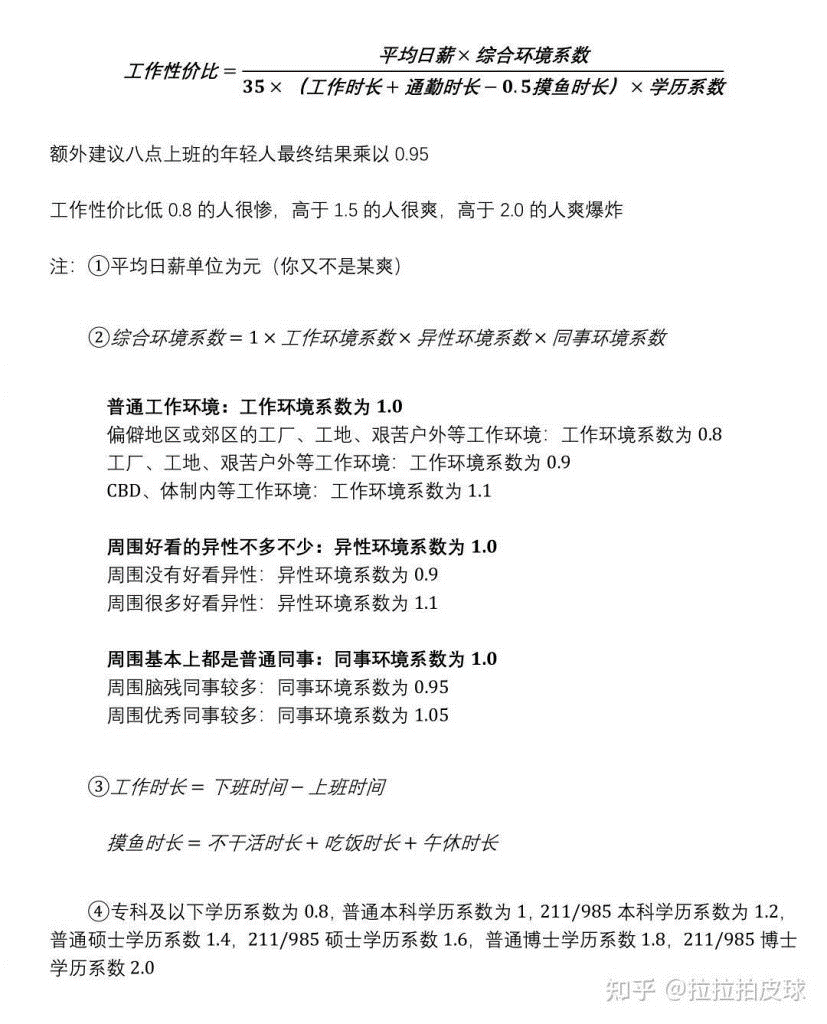 工作性价比 = 平均日薪 × 综合环境系数 / 35 × （工作时长 + 通勤时长 − 0.5摸鱼时长） × 学历系数
额外建议八点上班的年轻人最终结果乘以 0.95
工作性价比低 0.8 的人很惨，高于 1.5 的人很爽，高于 2.0 的人爽爆炸
注：①平均日薪单位为元（你又不是某爽）
②综合环境系数 = 1 × 工作环境系数 × 异性环境系数 × 同事环境系数
普通工作环境：工作环境系数为 1.0
偏僻地区或郊区的工厂、工地、艰苦户外等工作环境：工作环境系数为 0.8
工厂、工地、艰苦户外等工作环境：工作环境系数为 0.9
CBD、体制内等工作环境：工作环境系数为 1.1
周围好看的异性不多不少：异性环境系数为 1.0
周围没有好看异性：异性环境系数为 0.9
周围很多好看异性：异性环境系数为 1.1
周围基本上都是普通同事：同事环境系数为 1.0
周围脑残同事较多：同事环境系数为 0.95
周围优秀同事较多：同事环境系数为 1.05
③工作时长 = 下班时间 − 上班时间
摸鱼时长 = 不干活时长 + 吃饭时长 + 午休时长
④专科及以下学历系数为 0.8, 普通本科学历系数为 1, 211/985 本科学历系数为 1.2,
普通硕士学历系数 1.4，211/985 硕士学历系数 1.6，普通博士学历系数 1.8，211/985 博士
学历系数 2.0
知乎 @拉拉拍皮球